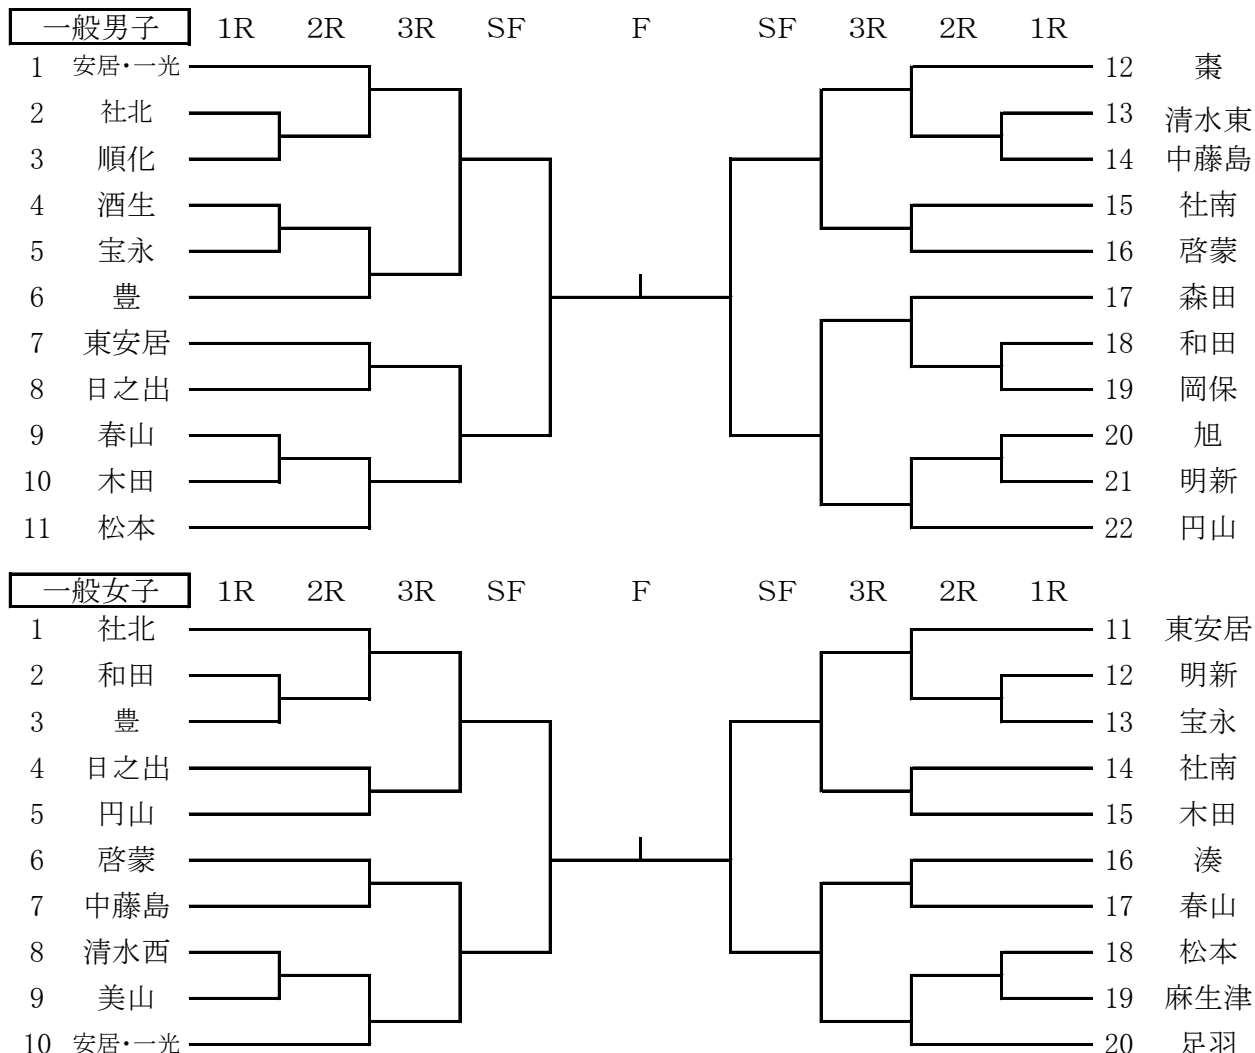 一般男子 1R 2R 3R SF F SF 3R 2R 1R
1 安居・一光 12 棗
2 社北 13 清水東
3 順化 14 中藤島
4 酒生 15 社南
5 宝永 16 啓蒙
6 豊 17 森田
7 東安居 18 和田
8 日之出 19 岡保
9 春山 20 旭
10 木田 21 明新
11 松本 22 円山
一般女子 1R 2R 3R SF F SF 3R 2R 1R
1 社北 11 東安居
2 和田 12 明新
3 豊 13 宝永
4 日之出 14 社南
5 円山 15 木田
6 啓蒙 16 湊
7 中藤島 17 春山
8 清水西 18 松本
9 美山 19 麻生津
10 安居・一光 20 足羽